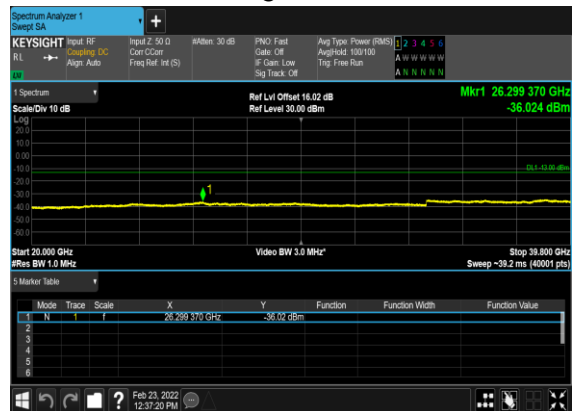 Spectrum Analyzer 1
Swept SA
KEYSIGHT Input: RF Input Z: 50 Ω #Atten: 30 dB PNO: Fast Avg Type: Power (RMS) 1 2 3 4 5 6
RL Coupling: DC Corr CCorr Gate: Off Avg|Hold: 100/100 A W W W W W
Align: Auto Freq Ref: Int (S) IF Gain: Low Trig: Free Run
Sig Track: Off A N N N N N
1 Spectrum Ref Lvl Offset 16.02 dB Mkr1 26.299 370 GHz
Scale/Div 10 dB Ref Level 30.00 dBm -36.024 dBm
Log
20.0
10.0
0.00
-10.0 DL1 -13.00 dBm
-20.0
-30.0 1
-40.0
-50.0
-60.0
Start 20.000 GHz Video BW 3.0 MHz* Stop 39.800 GHz
#Res BW 1.0 MHz Sweep ~39.2 ms (40001 pts)
5 Marker Table
Mode Trace Scale X Y Function Function Width Function Value
1 N 1 f 26.299 370 GHz -36.02 dBm
2
3
4
5
6
? Feb 23, 2022
12:37:20 PM